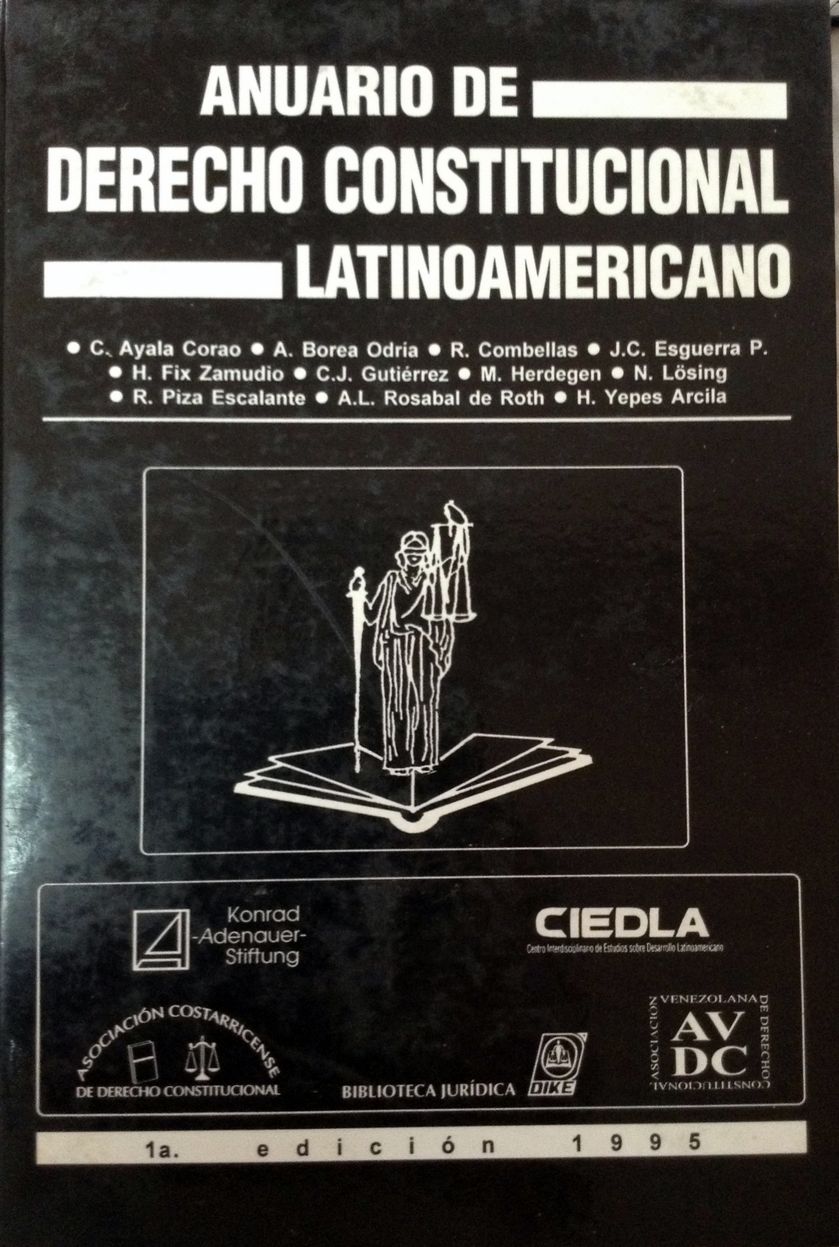 ANUARIO DE
DERECHO CONSTITUCIONAL
LATINOAMERICANO
• C. Ayala Corao • A. Borea Odria • R. Combellas • J.C. Esguerra P.
• H. Fix Zamudio • C.J. Gutiérrez • M. Herdegen • N. Lösing
• R. Piza Escalante • A.L. Rosabal de Roth • H. Yepes Arcila
Konrad
-Adenauer-
Stiftung
CIEDLA
Centro Interdisciplinario de Estudios sobre Desarrollo Latinoamericano
ASOCIACIÓN COSTARRICENSE
DE DERECHO CONSTITUCIONAL
BIBLIOTECA JURÍDICA
DIKE
ASOCIACION VENEZOLANA DE DERECHO CONSTITUCIONAL
AV
DC
1a. edición 1995